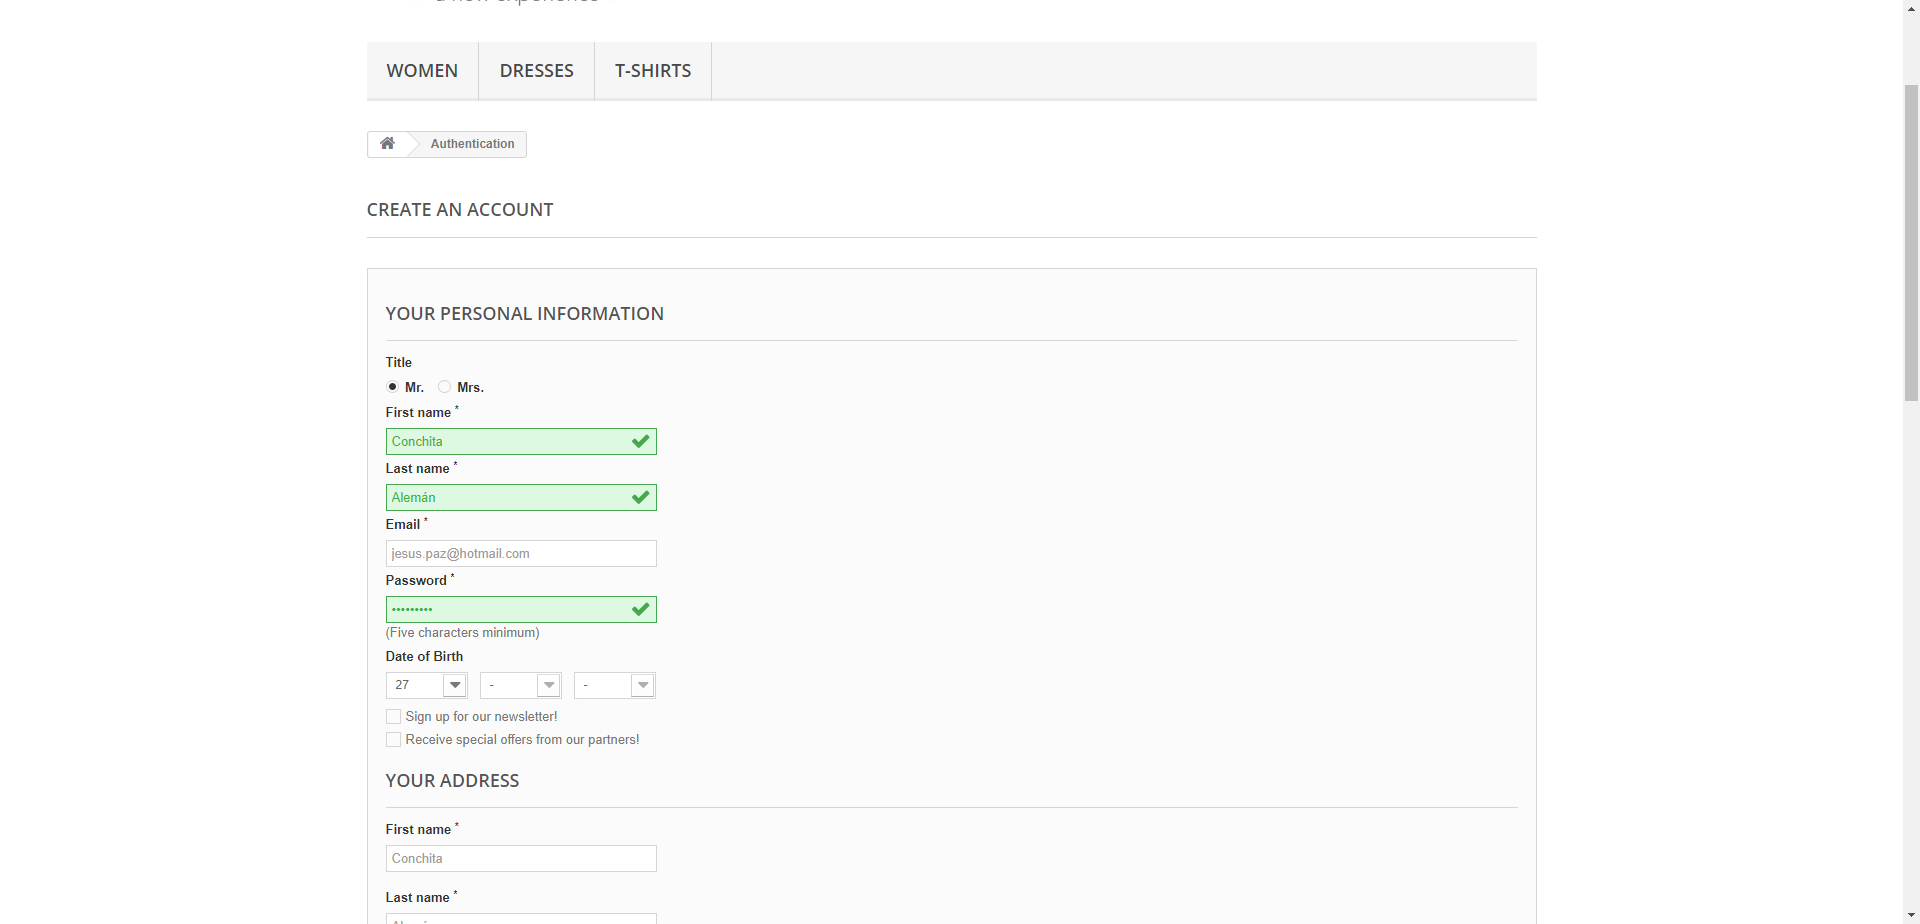 WOMEN DRESSES T-SHIRTS
Authentication
CREATE AN ACCOUNT
YOUR PERSONAL INFORMATION
Title
Mr. Mrs.
First name *
Conchita
Last name *
Alemán
Email *
jesus.paz@hotmail.com
Password *
•••••••••
(Five characters minimum)
Date of Birth
27 - -
Sign up for our newsletter!
Receive special offers from our partners!
YOUR ADDRESS
First name *
Conchita
Last name *